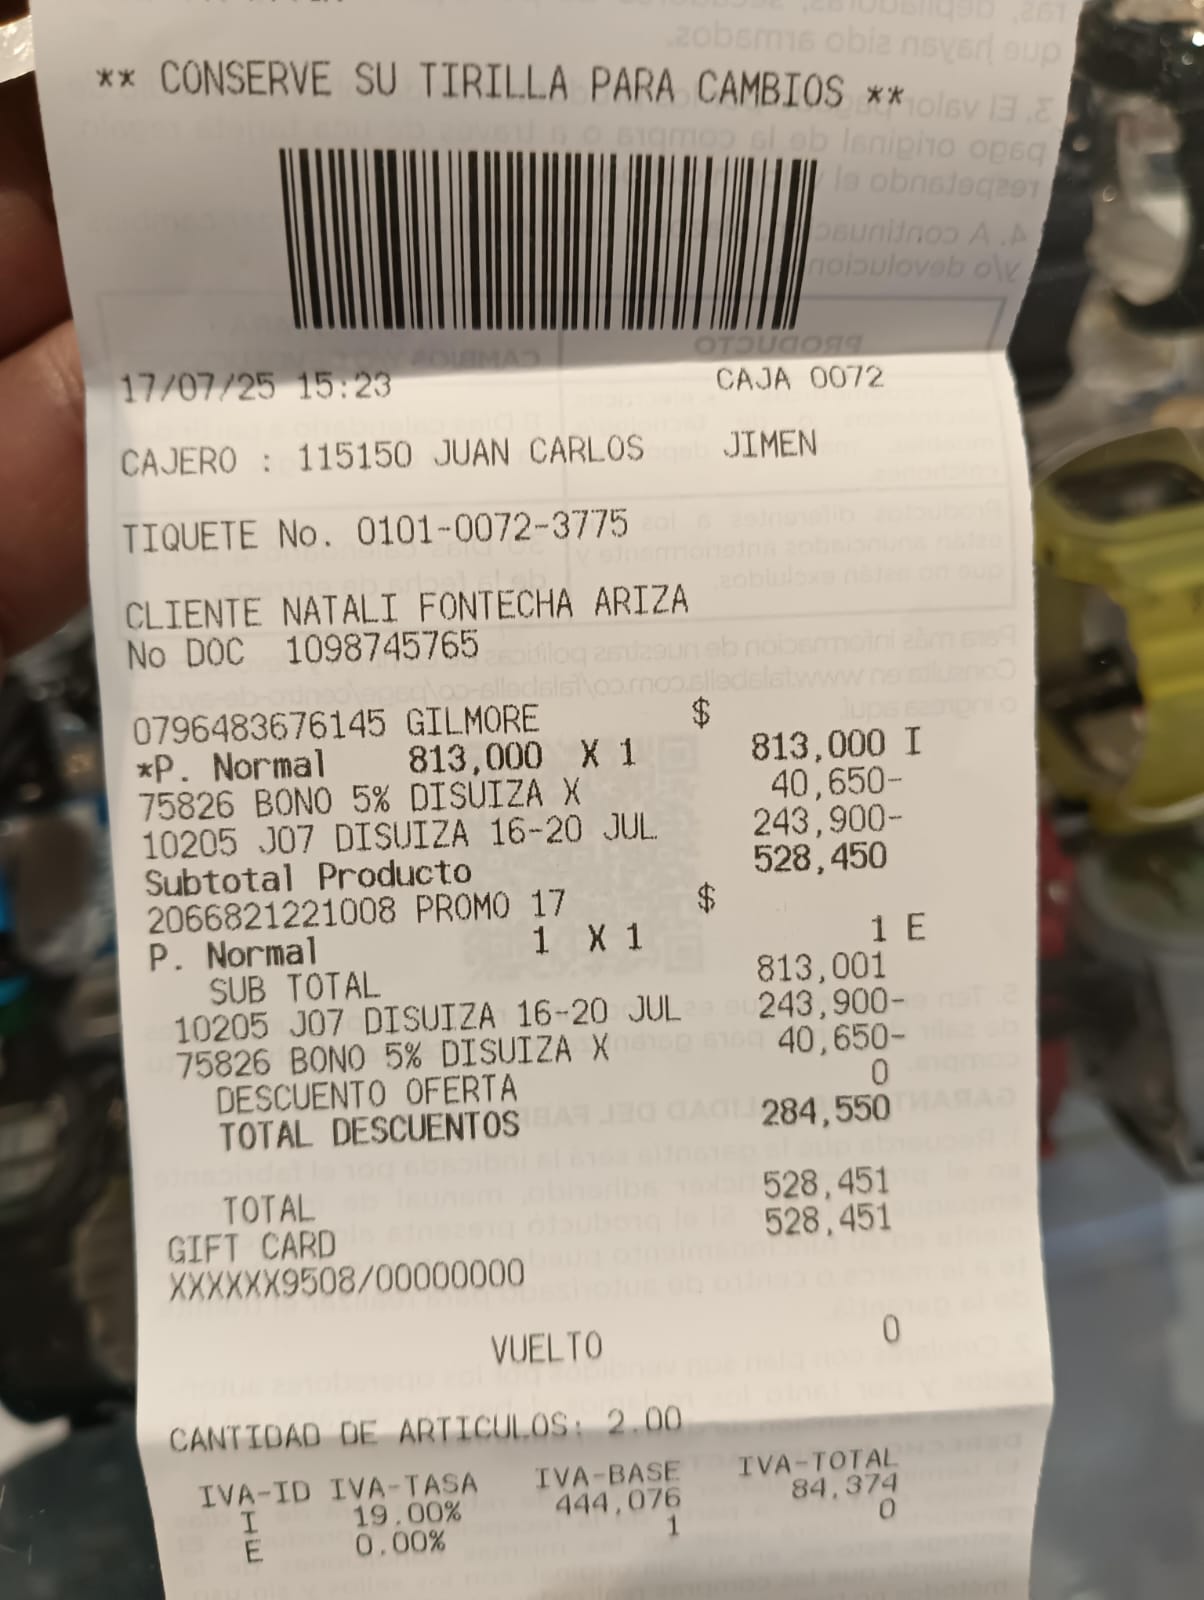 ** CONSERVE SU TIRILLA PARA CAMBIOS **
17/07/25 15:23 CAJA 0072
CAJERO : 115150 JUAN CARLOS JIMEN
TIQUETE No. 0101-0072-3775
CLIENTE NATALI FONTECHA ARIZA
No DOC 1098745765
0796483676145 GILMORE $
*P. Normal 813,000 X 1 813,000 I
75826 BONO 5% DISUIZA X 40,650-
10205 J07 DISUIZA 16-20 JUL 243,900-
Subtotal Producto 528,450
2066821221008 PROMO 17 $
P. Normal 1 X 1 1 E
SUB TOTAL 813,001
10205 J07 DISUIZA 16-20 JUL 243,900-
75826 BONO 5% DISUIZA X 40,650-
DESCUENTO OFERTA 0
TOTAL DESCUENTOS 284,550
TOTAL 528,451
GIFT CARD 528,451
XXXXXX9508/00000000
VUELTO 0
CANTIDAD DE ARTICULOS: 2.00
IVA-ID IVA-TASA IVA-BASE IVA-TOTAL
I 19.00% 444,076 84,374
E 0.00% 1 0